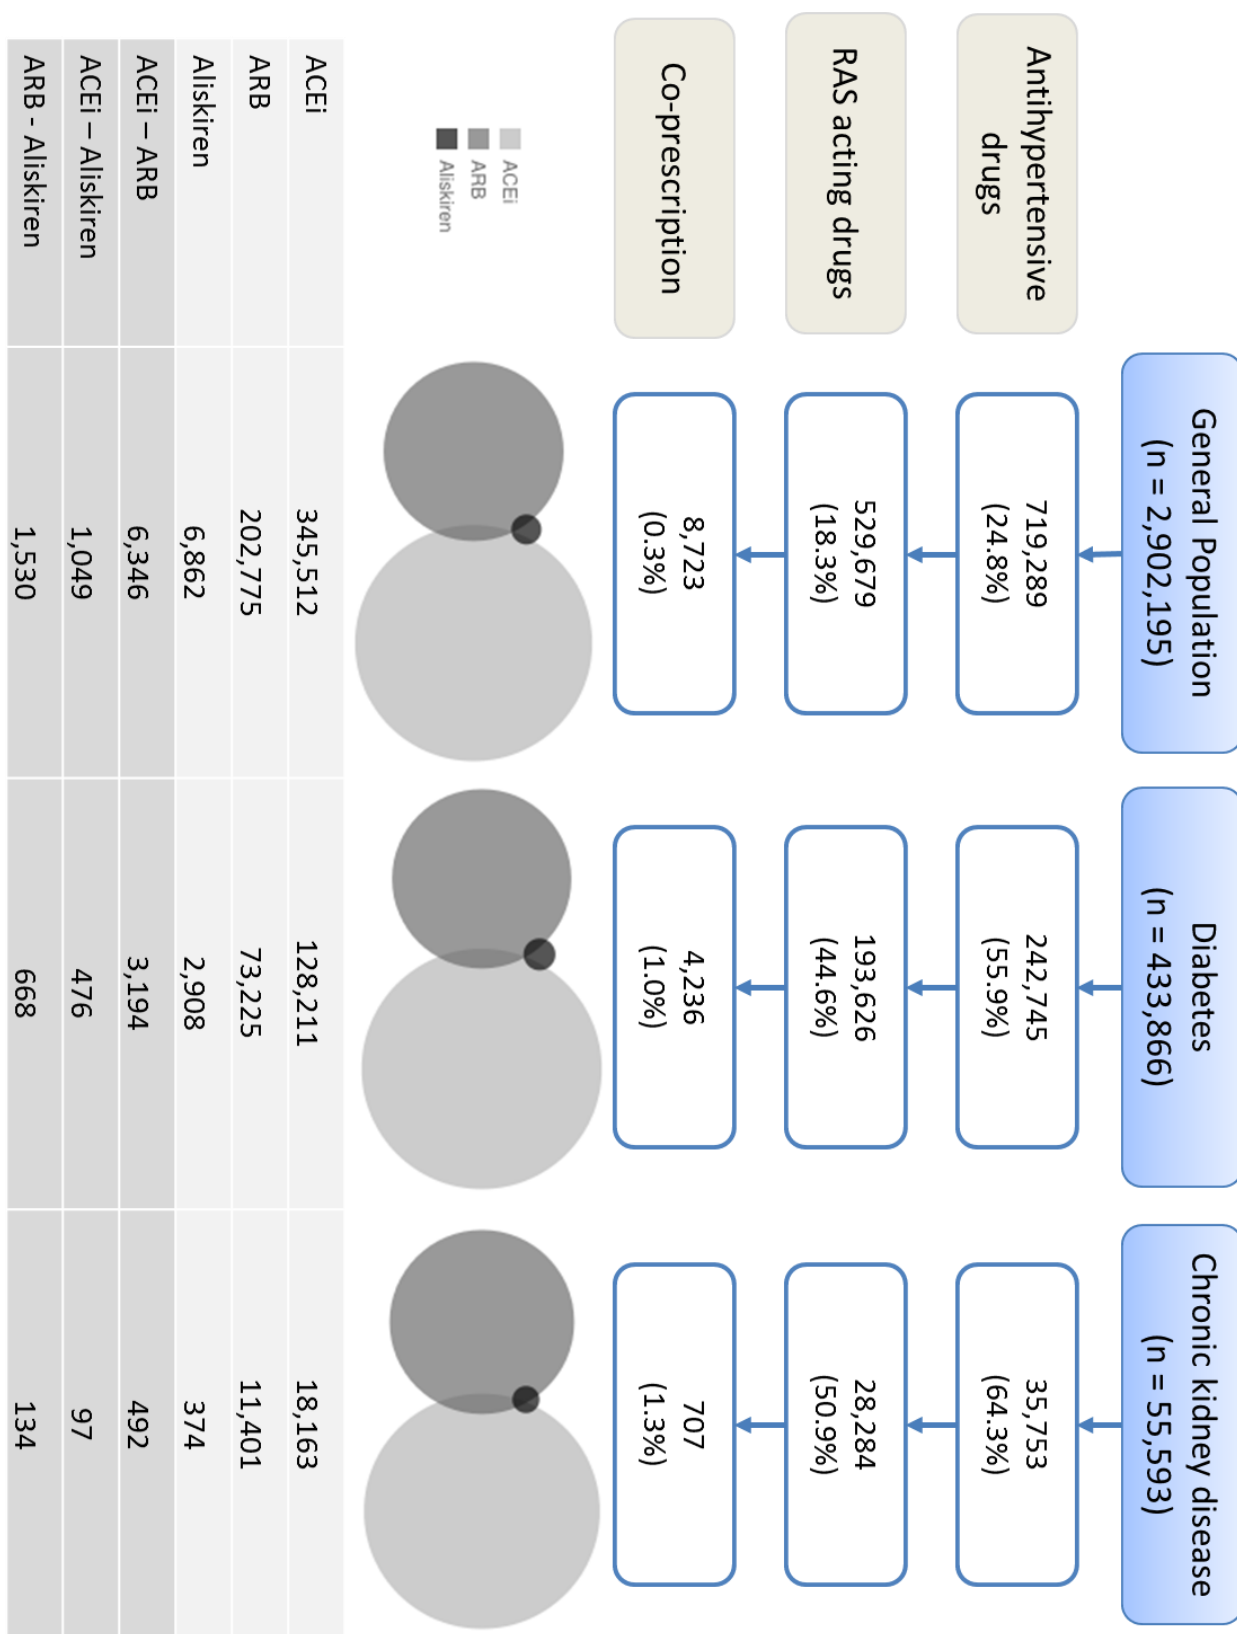 General Population
(n = 2,902,195)
Diabetes
(n = 433,866)
Chronic kidney disease
(n = 55,593)
Antihypertensive
drugs
719,289
(24.8%)
242,745
(55.9%)
35,753
(64.3%)
RAS acting drugs
529,679
(18.3%)
193,626
(44.6%)
28,284
(50.9%)
Co-prescription
8,723
(0.3%)
4,236
(1.0%)
707
(1.3%)
ACEi
ARB
Aliskiren
ACEi 345,512 128,211 18,163
ARB 202,775 73,225 11,401
Aliskiren 6,862 2,908 374
ACEi – ARB 6,346 3,194 492
ACEi – Aliskiren 1,049 476 97
ARB - Aliskiren 1,530 668 134